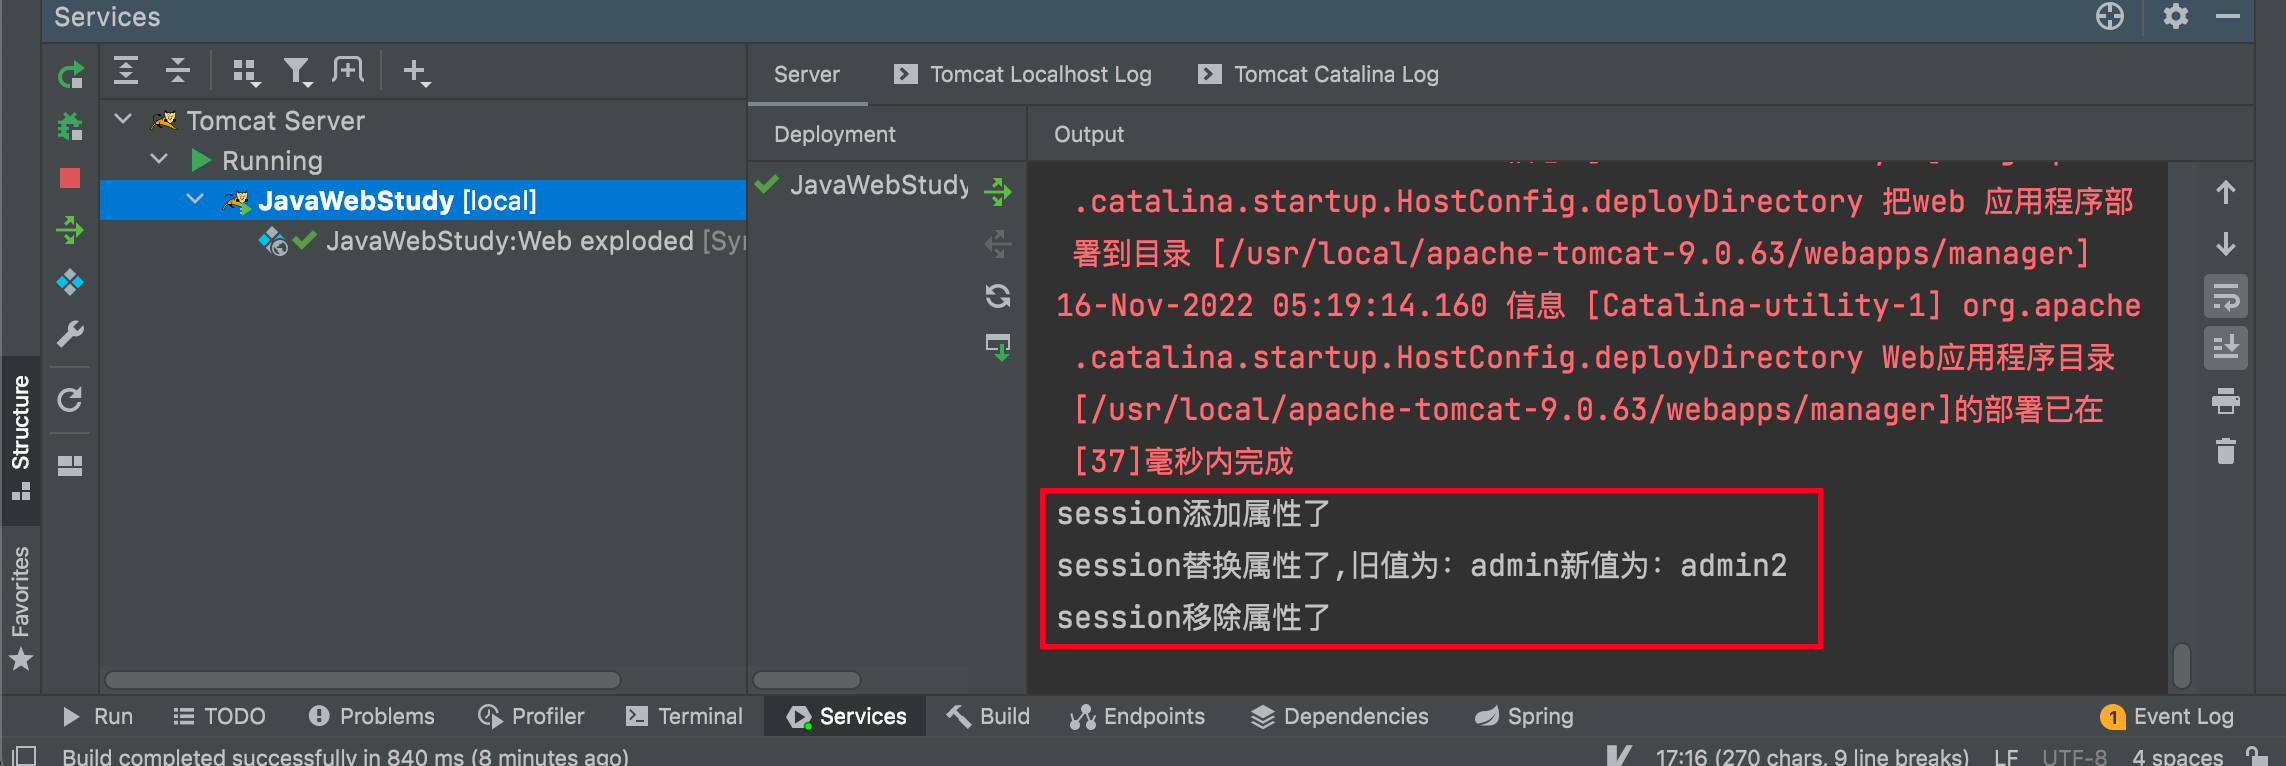 Services
Server
Tomcat Localhost Log
Tomcat Catalina Log
Tomcat Server
Running
JavaWebStudy [local]
JavaWebStudy:Web exploded [Syn
Deployment
JavaWebStudy
Output
.catalina.startup.HostConfig.deployDirectory 把web 应用程序部
署到目录 [/usr/local/apache-tomcat-9.0.63/webapps/manager]
16-Nov-2022 05:19:14.160 信息 [Catalina-utility-1] org.apache
.catalina.startup.HostConfig.deployDirectory Web应用程序目录
[/usr/local/apache-tomcat-9.0.63/webapps/manager]的部署已在
[37]毫秒内完成
session添加属性了
session替换属性了,旧值为：admin新值为：admin2
session移除属性了
Structure
Favorites
Run
TODO
Problems
Profiler
Terminal
Services
Build
Endpoints
Dependencies
Spring
1 Event Log
Build completed successfully in 840 ms (8 minutes ago)
17:16 (270 chars, 9 line breaks)
LF
UTF-8
4 spaces